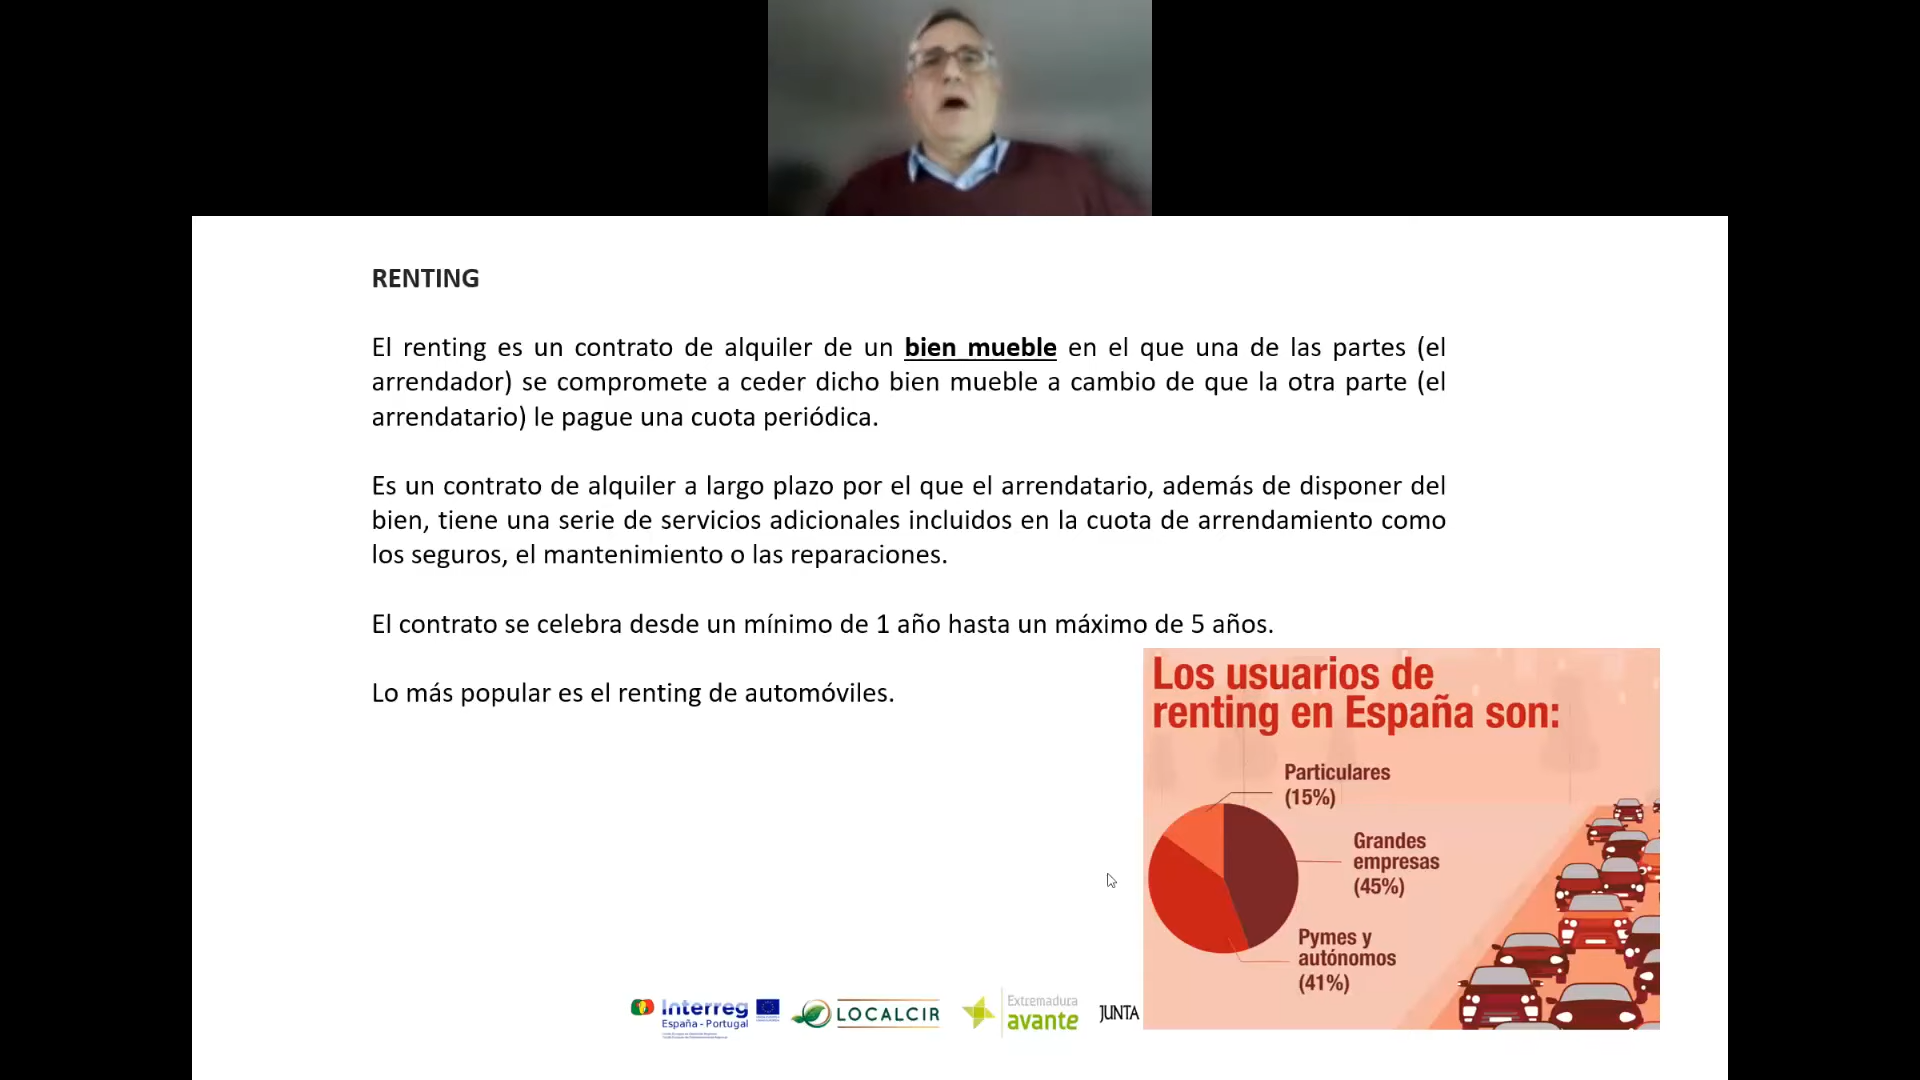 RENTING
El renting es un contrato de alquiler de un bien mueble en el que una de las partes (el
arrendador) se compromete a ceder dicho bien mueble a cambio de que la otra parte (el
arrendatario) le pague una cuota periódica.
Es un contrato de alquiler a largo plazo por el que el arrendatario, además de disponer del
bien, tiene una serie de servicios adicionales incluidos en la cuota de arrendamiento como
los seguros, el mantenimiento o las reparaciones.
El contrato se celebra desde un mínimo de 1 año hasta un máximo de 5 años.
Lo más popular es el renting de automóviles.
Los usuarios de
renting en España son:
Particulares
(15%)
Grandes
empresas
(45%)
Pymes y
autónomos
(41%)
Interreg
España - Portugal
LOCALCIR
Extremadura
avante
JUNTA